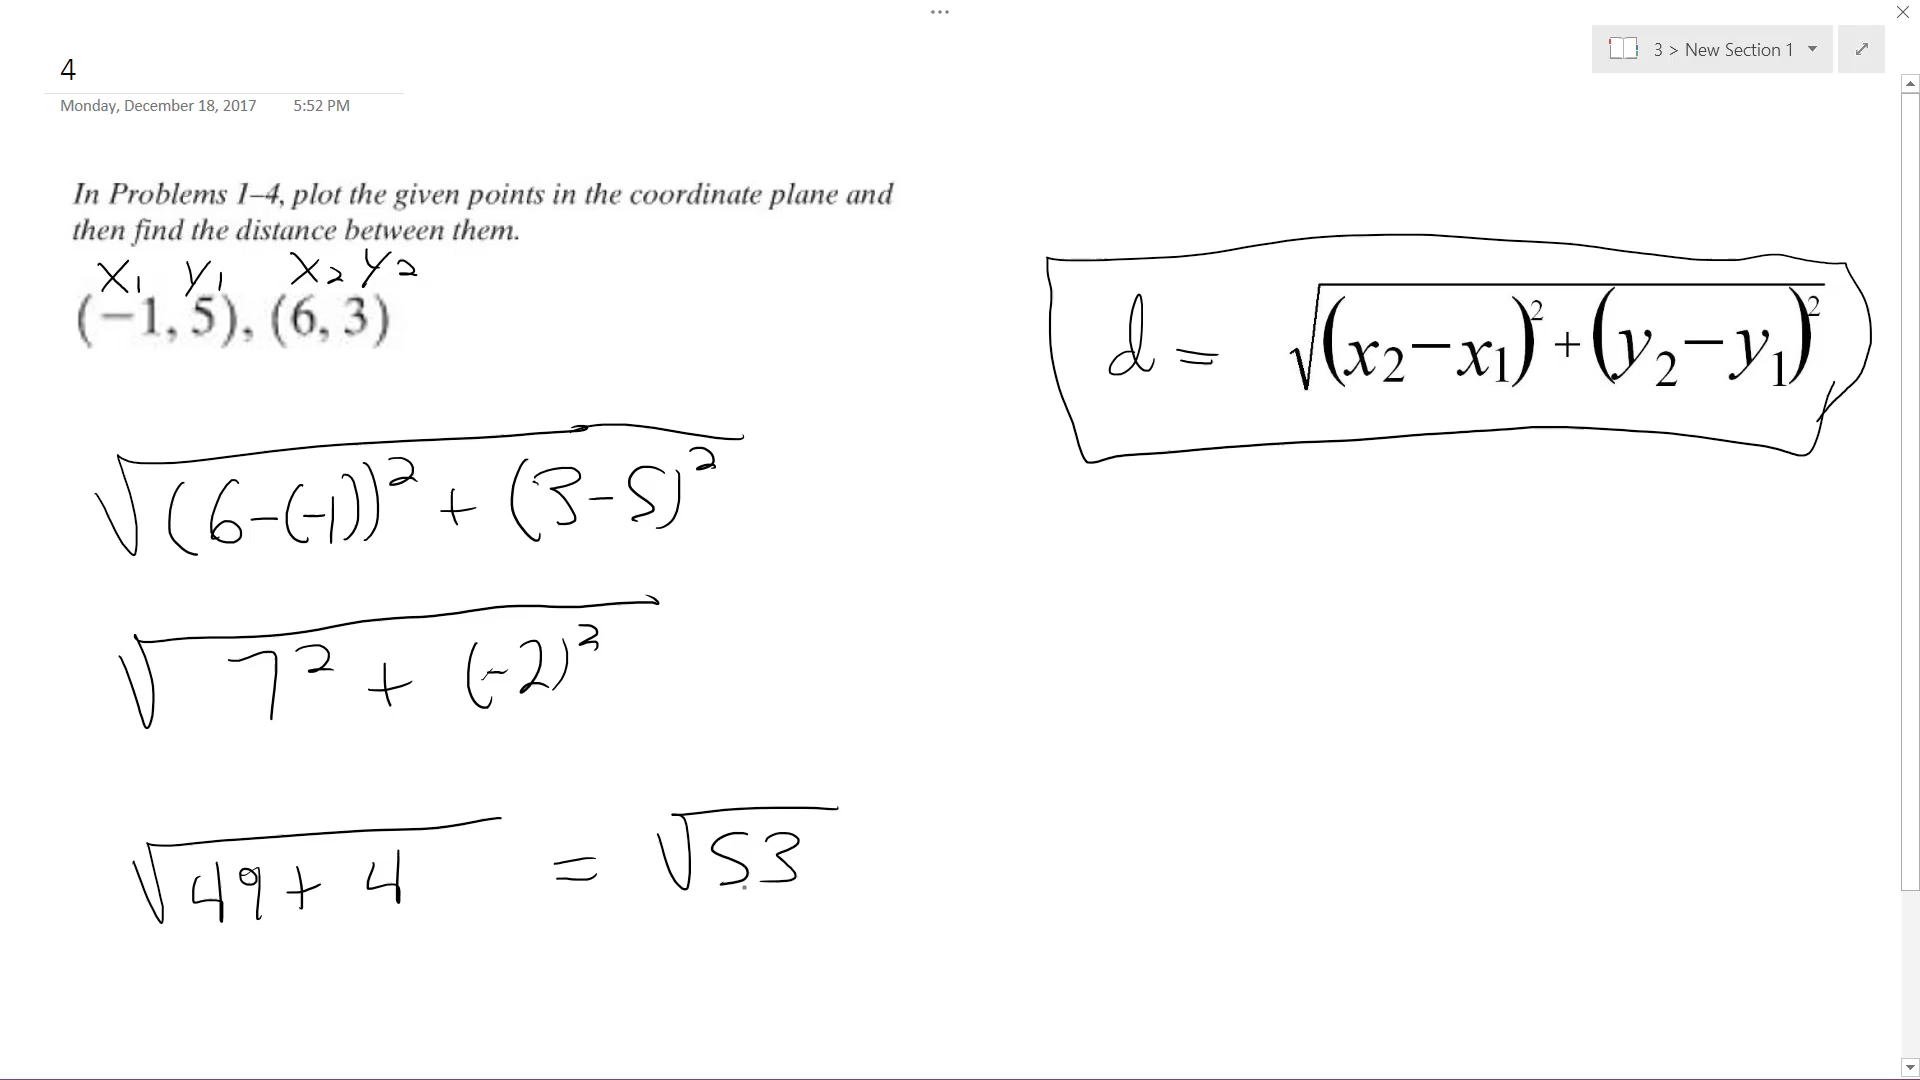 3 > New Section 1
4
Monday, December 18, 2017 5:52 PM
In Problems 1–4, plot the given points in the coordinate plane and
then find the distance between them.
x₁ y₁ x₂ y₂
(−1, 5), (6, 3)
d = √(x₂−x₁)² + (y₂−y₁)²
√(6-(-1))² + (3-5)²
√7² + (-2)²
√49 + 4 = √53